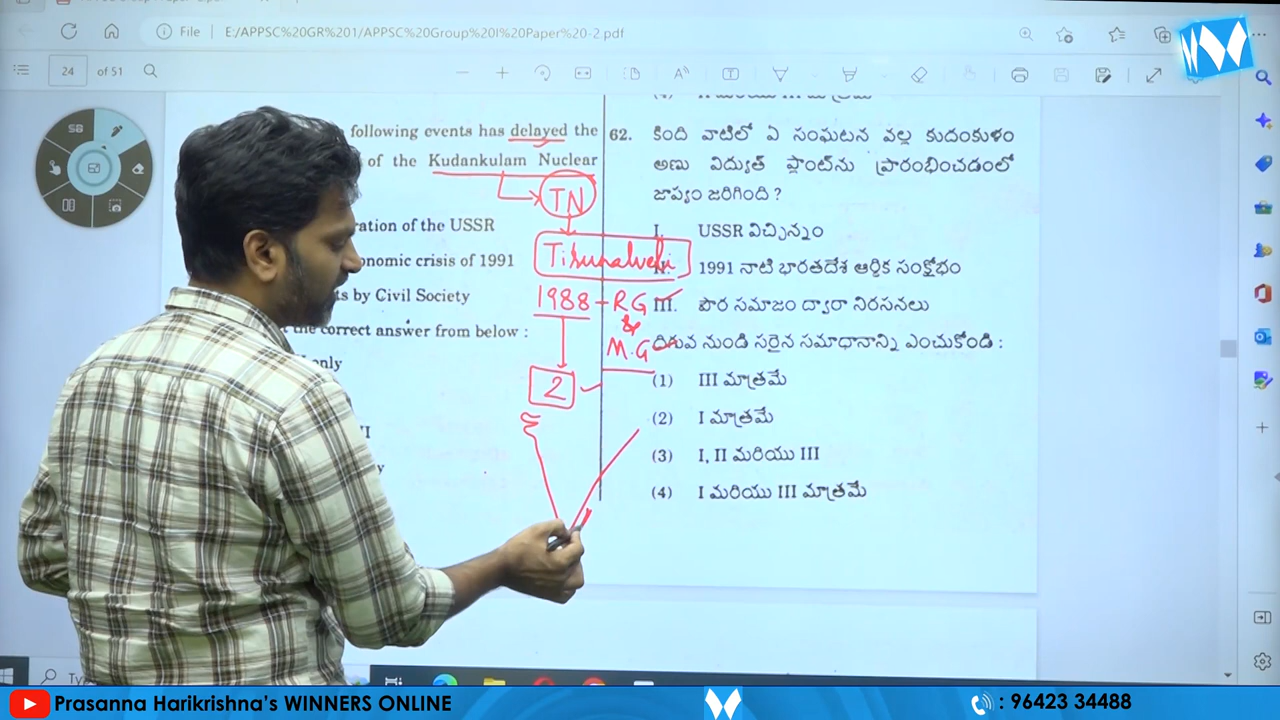 File
E:/APPSC%20GR%201/APPSC%20Group%20I%20Paper%20-2.pdf
24 of 51
following events has delayed the
of the Kudankulam Nuclear
ration of the USSR
onomic crisis of 1991
ts by Civil Society
the correct answer from below :
only
TN
Tirunalveli
1988 - RG
&
M.G
2
62. కింది వాటిలో ఏ సంఘటన వల్ల కుదంకుళం
అణు విద్యుత్ ప్లాంట్‌ను ప్రారంభించడంలో
జాప్యం జరిగింది ?
I. USSR విచ్ఛిన్నం
II. 1991 నాటి భారతదేశ ఆర్థిక సంక్షోభం
III. పౌర సమాజం ద్వారా నిరసనలు
దిగువ నుండి సరైన సమాధానాన్ని ఎంచుకోండి :
(1) III మాత్రమే
(2) I మాత్రమే
(3) I, II మరియు III
(4) I మరియు III మాత్రమే
Prasanna Harikrishna's WINNERS ONLINE
: 96423 34488